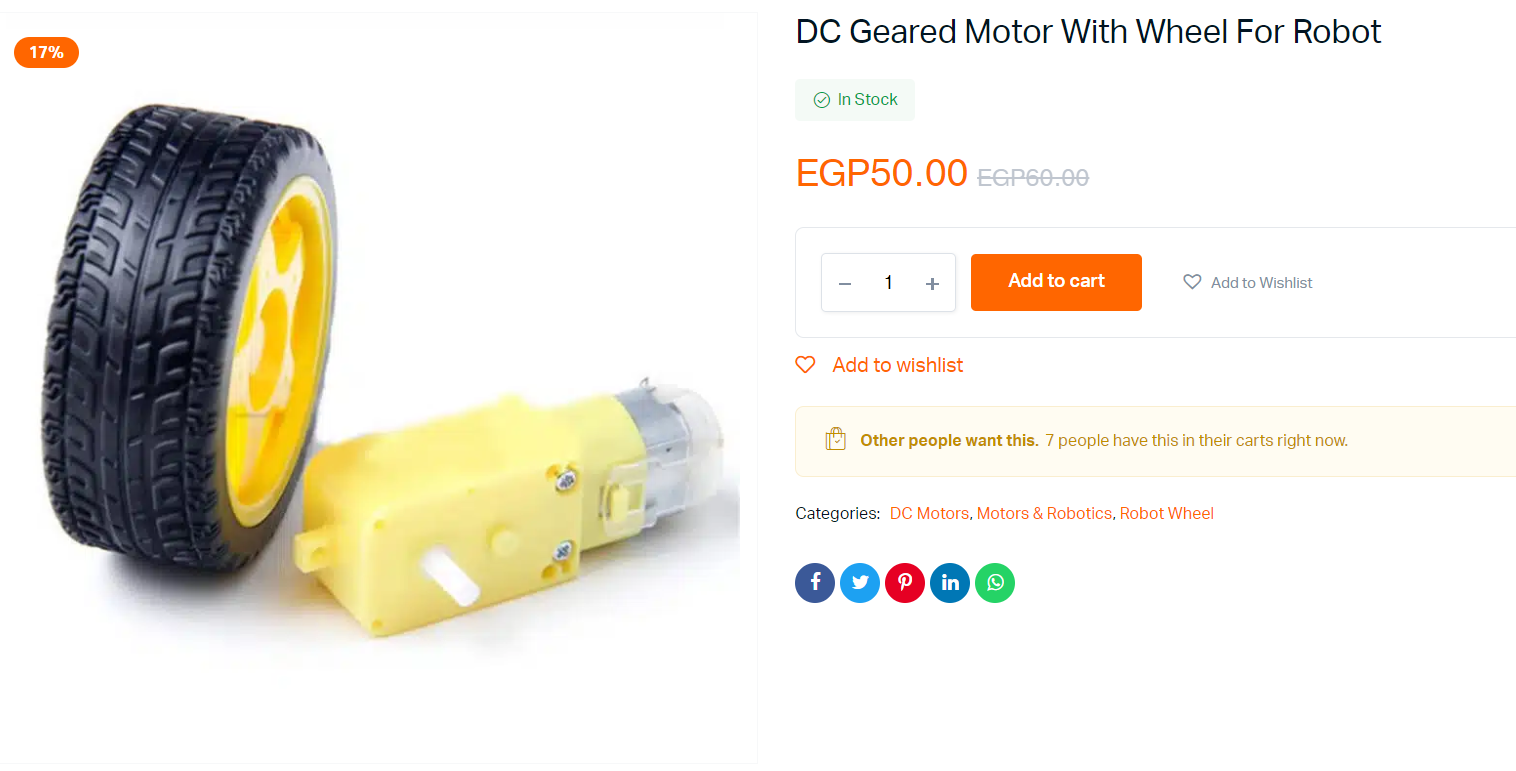 17%
DC Geared Motor With Wheel For Robot
In Stock
EGP50.00 EGP60.00
− 1 + Add to cart Add to Wishlist
Add to wishlist
Other people want this. 7 people have this in their carts right now.
Categories: DC Motors, Motors & Robotics, Robot Wheel